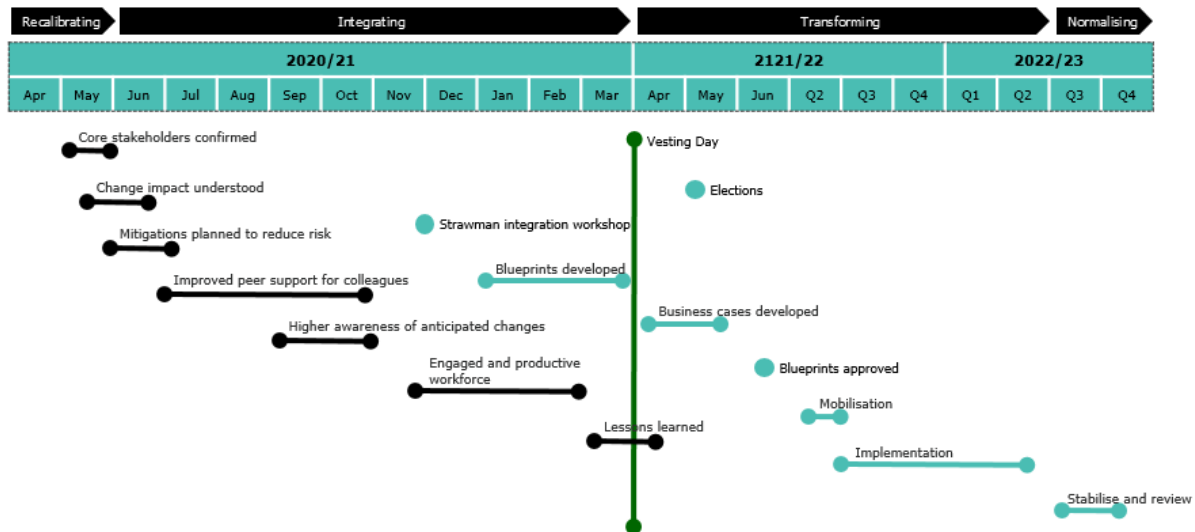 Recalibrating Integrating Transforming Normalising
2020/21 2121/22 2022/23
Apr May Jun Jul Aug Sep Oct Nov Dec Jan Feb Mar Apr May Jun Q2 Q3 Q4 Q1 Q2 Q3 Q4
Core stakeholders confirmed
Vesting Day
Change impact understood
Elections
Strawman integration workshop
Mitigations planned to reduce risk
Blueprints developed
Improved peer support for colleagues
Business cases developed
Higher awareness of anticipated changes
Engaged and productive
workforce
Blueprints approved
Mobilisation
Lessons learned
Implementation
Stabilise and review